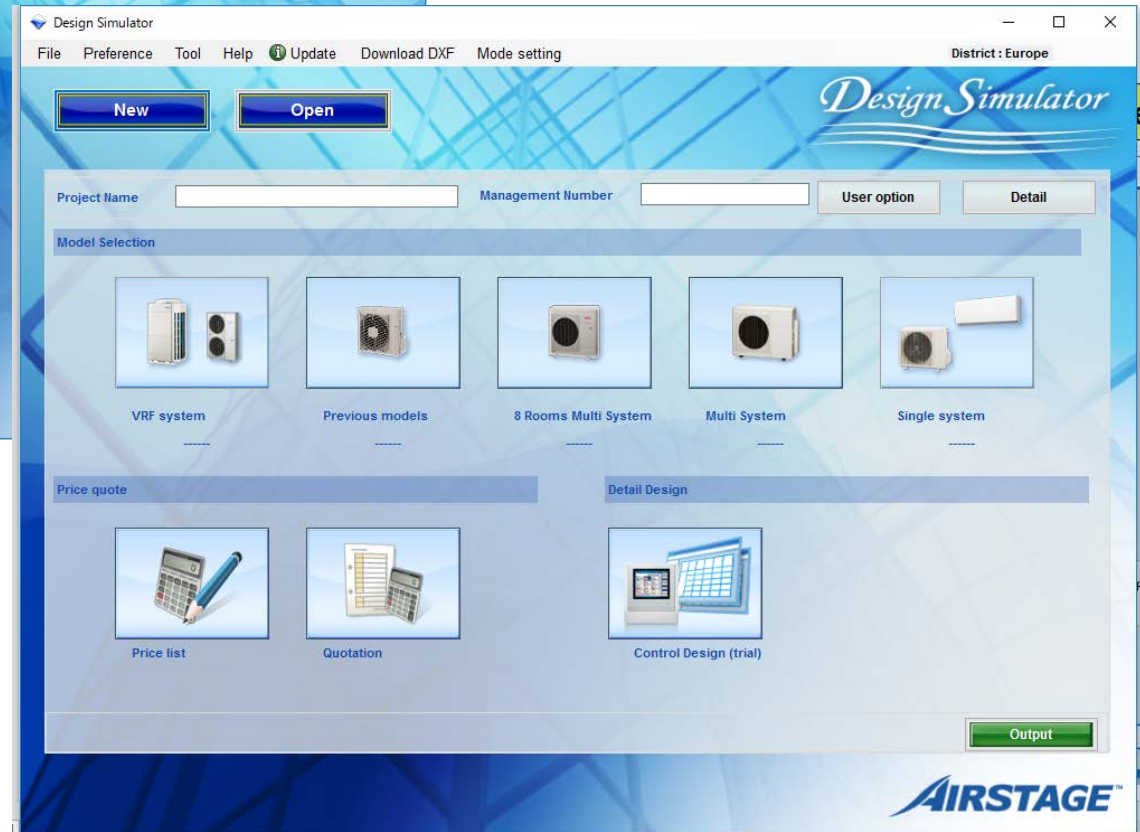 Design Simulator
File Preference Tool Help Update Download DXF Mode setting District : Europe
New Open Design Simulator
Project Name Management Number User option Detail
Model Selection
VRF system Previous models 8 Rooms Multi System Multi System Single system
------ ------ ------ ------ ------
Price quote Detail Design
Price list Quotation Control Design (trial)
Output
AIRSTAGE™